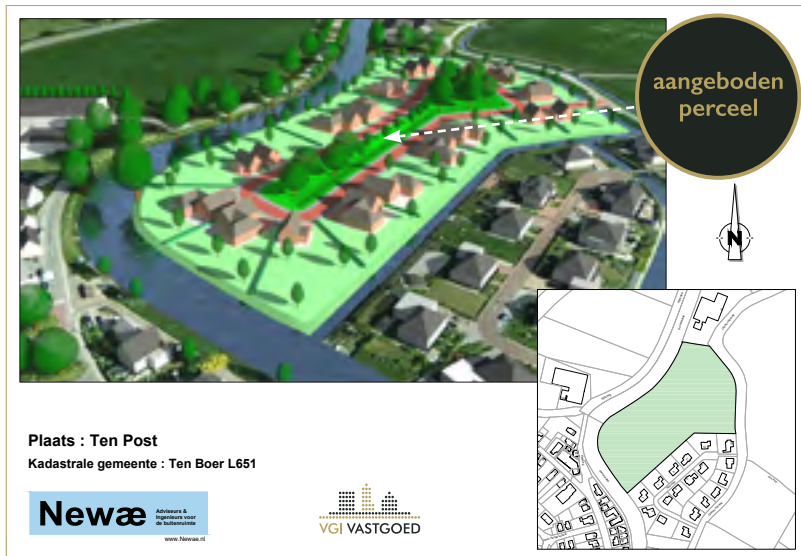 aangeboden
perceel
N
Plaats : Ten Post
Kadastrale gemeente : Ten Boer L651
Newæ
Adviseurs &
Ingenieurs voor
de buitenruimte
www.Newae.nl
VGI VASTGOED